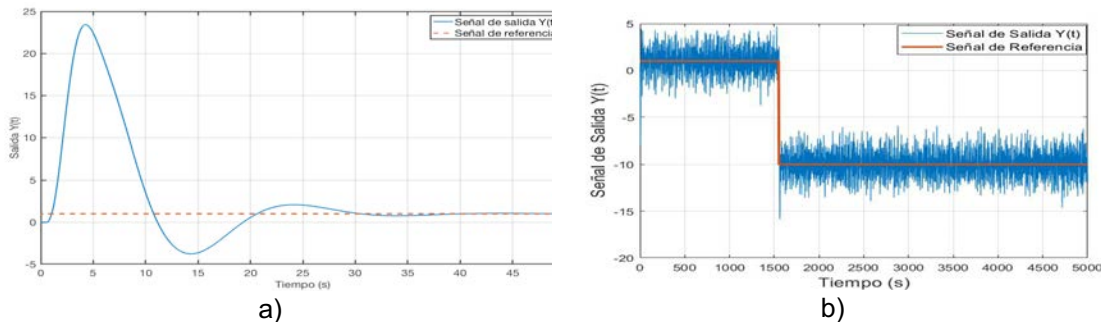 25
20
15
10
5
0
-5
Salida Y(t)
Señal de salida Y(t)
Señal de referencia
0 5 10 15 20 25 30 35 40 45
Tiempo (s)
a)
5
0
-5
-10
-15
-20
Señal de Salida Y(t)
Señal de Salida Y(t)
Señal de Referencia
0 500 1000 1500 2000 2500 3000 3500 4000 4500 5000
Tiempo (s)
b)